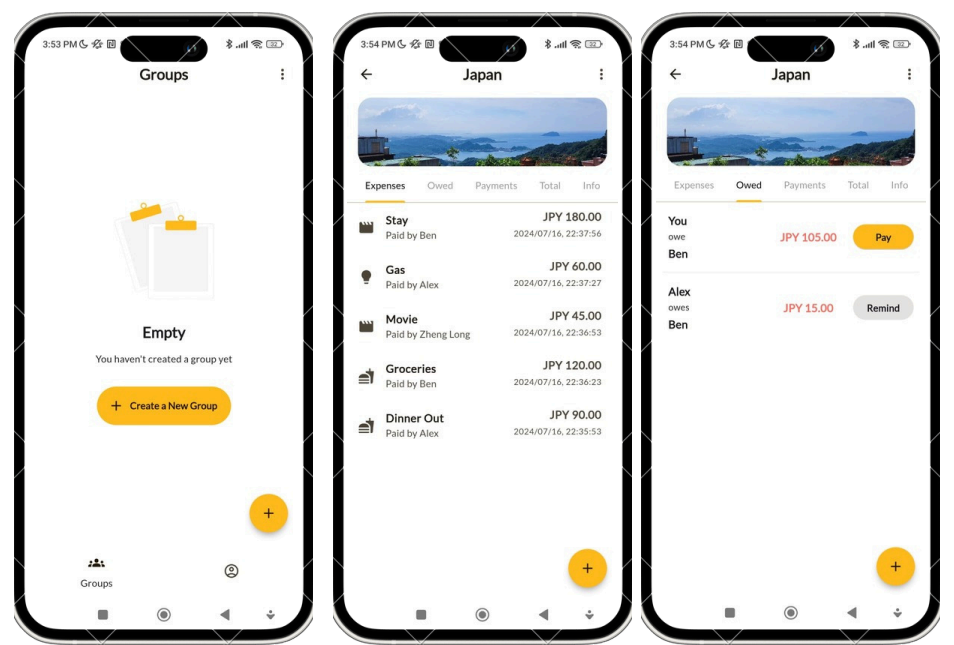 3:53 PM
32
Groups
Empty
You haven't created a group yet
+ Create a New Group
+
Groups
3:54 PM
32
Japan
Expenses Owed Payments Total Info
Stay JPY 180.00
Paid by Ben 2024/07/16, 22:37:56
Gas JPY 60.00
Paid by Alex 2024/07/16, 22:37:27
Movie JPY 45.00
Paid by Zheng Long 2024/07/16, 22:36:53
Groceries JPY 120.00
Paid by Ben 2024/07/16, 22:36:23
Dinner Out JPY 90.00
Paid by Alex 2024/07/16, 22:35:53
+
3:54 PM
32
Japan
Expenses Owed Payments Total Info
You
owe JPY 105.00 Pay
Ben
Alex
owes JPY 15.00 Remind
Ben
+